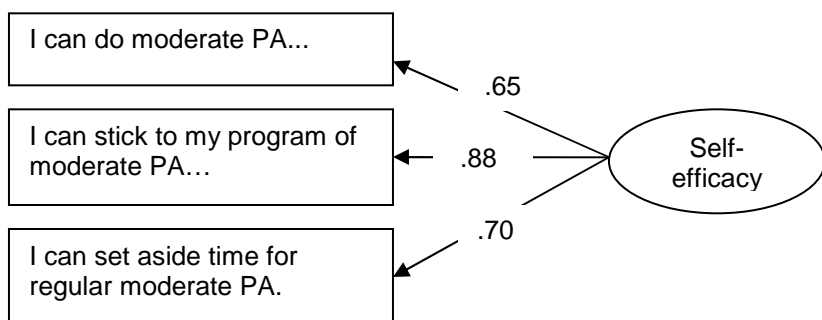 I can do moderate PA...
.65
I can stick to my program of
moderate PA…
.88
Self-
efficacy
.70
I can set aside time for
regular moderate PA.